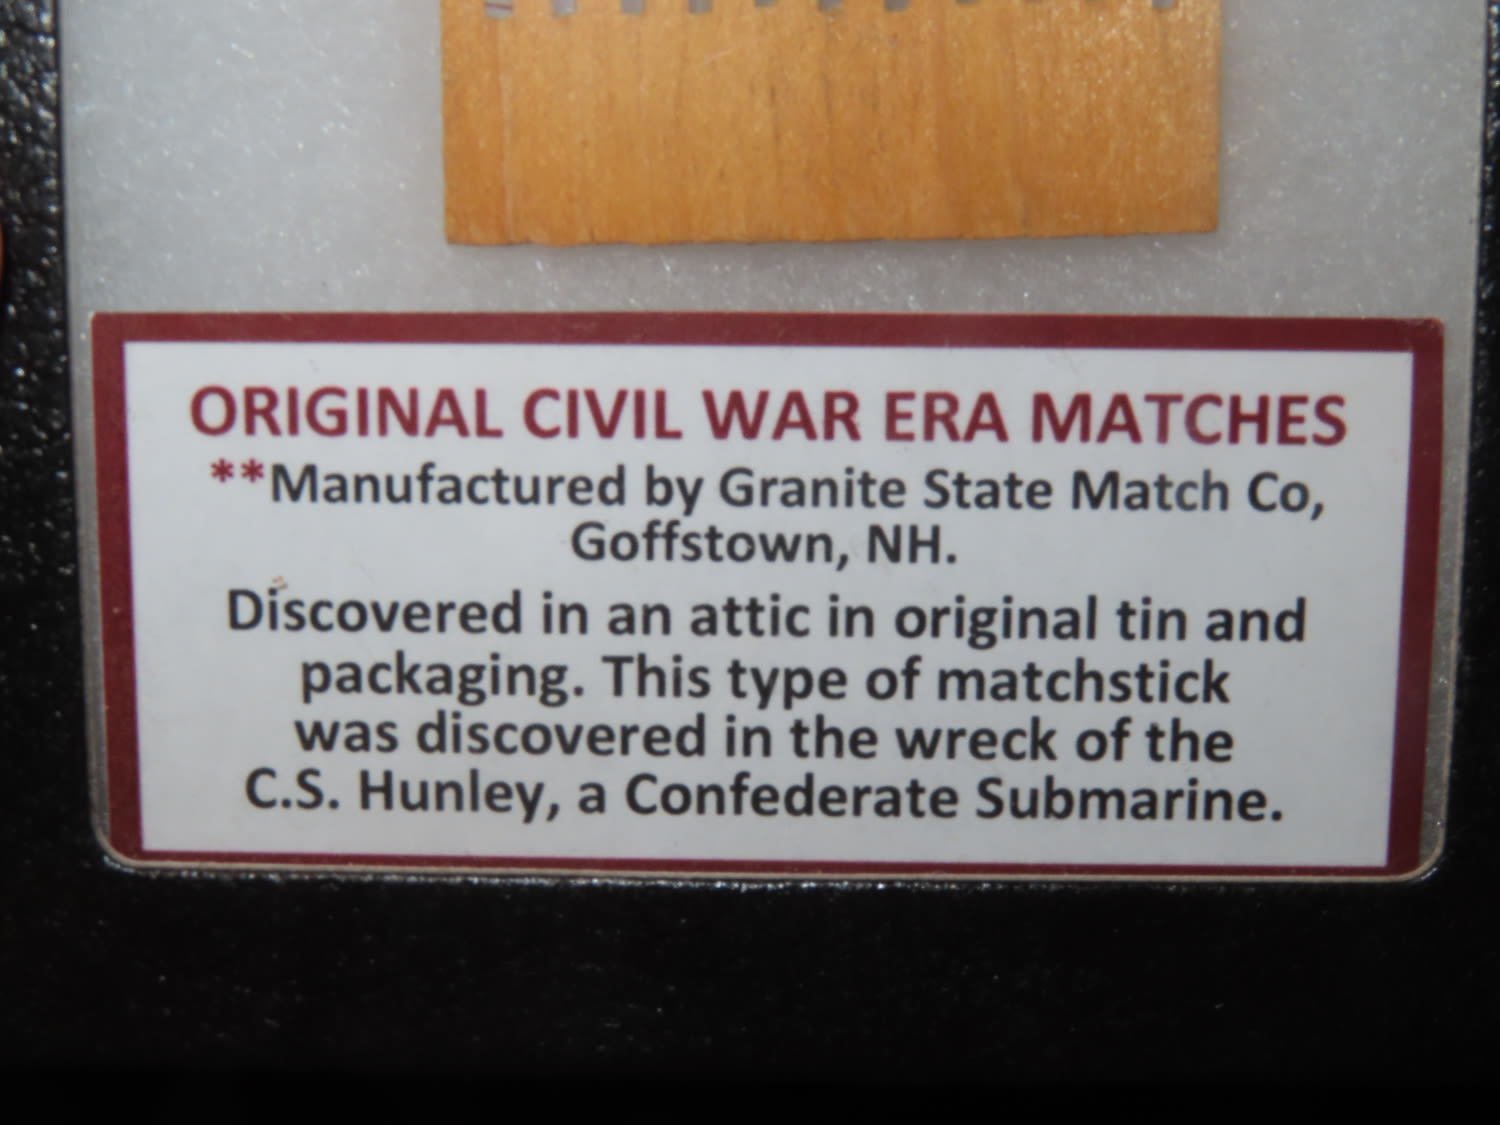 ORIGINAL CIVIL WAR ERA MATCHES
**Manufactured by Granite State Match Co,
Goffstown, NH.
Discovered in an attic in original tin and
packaging. This type of matchstick
was discovered in the wreck of the
C.S. Hunley, a Confederate Submarine.